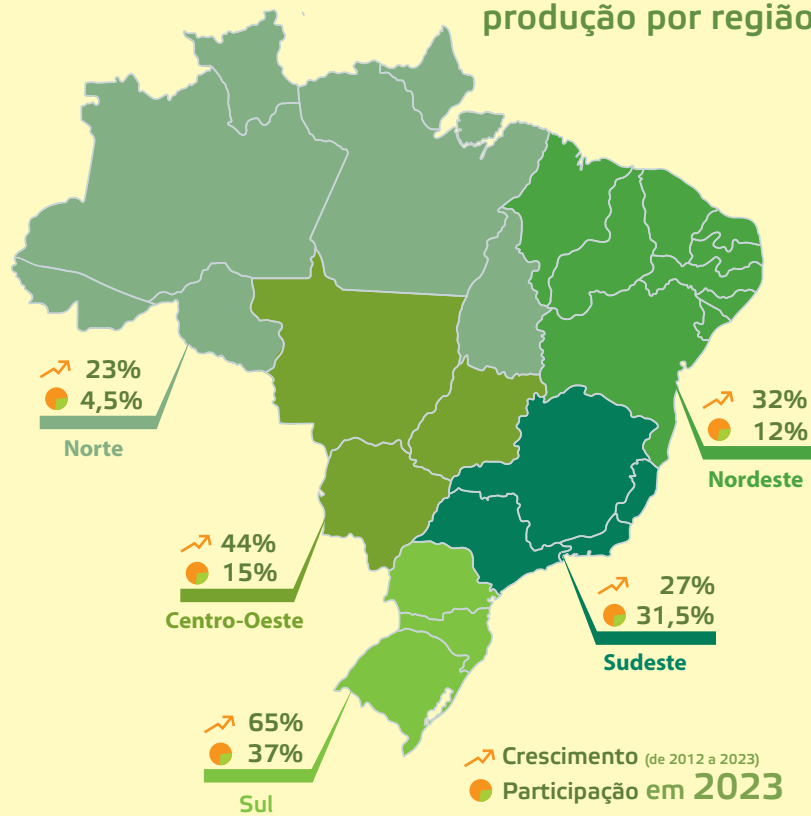 produção por região
23%
4,5%
Norte
32%
12%
Nordeste
44%
15%
Centro-Oeste
27%
31,5%
Sudeste
65%
37%
Sul
Crescimento (de 2012 a 2023)
Participação em 2023